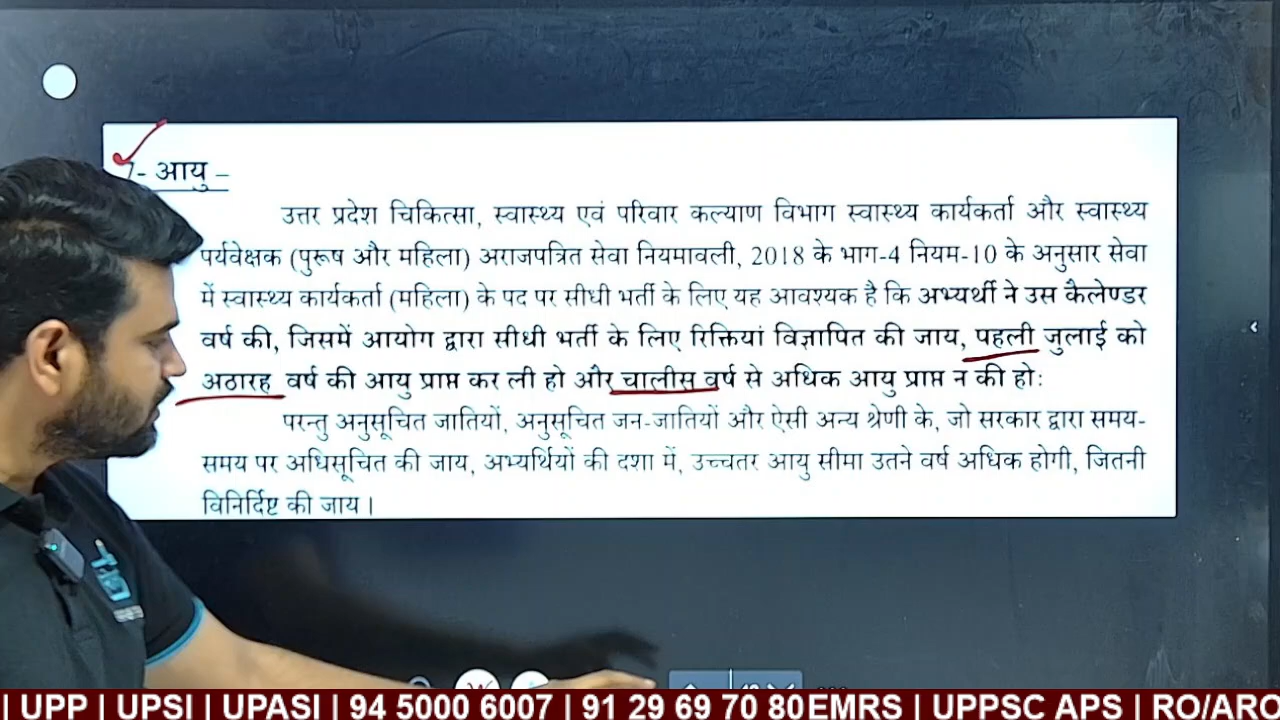 7- आयु –
उत्तर प्रदेश चिकित्सा, स्वास्थ्य एवं परिवार कल्याण विभाग स्वास्थ्य कार्यकर्ता और स्वास्थ्य
पर्यवेक्षक (पुरूष और महिला) अराजपत्रित सेवा नियमावली, 2018 के भाग-4 नियम-10 के अनुसार सेवा
में स्वास्थ्य कार्यकर्ता (महिला) के पद पर सीधी भर्ती के लिए यह आवश्यक है कि अभ्यर्थी ने उस कैलेण्डर
वर्ष की, जिसमें आयोग द्वारा सीधी भर्ती के लिए रिक्तियां विज्ञापित की जाय, पहली जुलाई को
अठारह वर्ष की आयु प्राप्त कर ली हो और चालीस वर्ष से अधिक आयु प्राप्त न की हो:
परन्तु अनुसूचित जातियों, अनुसूचित जन-जातियों और ऐसी अन्य श्रेणी के, जो सरकार द्वारा समय-
समय पर अधिसूचित की जाय, अभ्यर्थियों की दशा में, उच्चतर आयु सीमा उतने वर्ष अधिक होगी, जितनी
विनिर्दिष्ट की जाय।
| UPP | UPSI | UPASI | 94 5000 6007 | 91 29 69 70 80 EMRS | UPPSC APS | RO/ARO